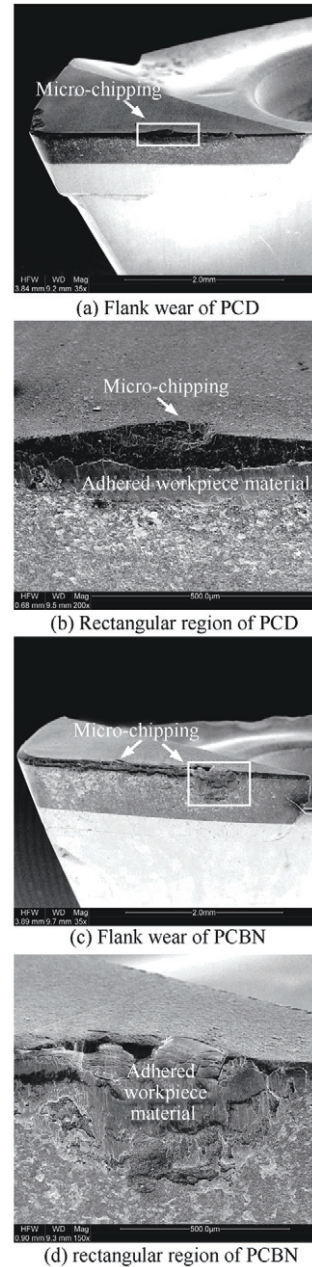 Micro-chipping
HFW WD Mag
3.84 mm 9.2 mm 35x
2.0mm
(a) Flank wear of PCD
Micro-chipping
Adhered workpiece material
HFW WD Mag
0.68 mm 9.5 mm 200x
500.0µm
(b) Rectangular region of PCD
Micro-chipping
HFW WD Mag
3.89 mm 9.7 mm 35x
2.0mm
(c) Flank wear of PCBN
Adhered
workpiece
material
HFW WD Mag
0.90 mm 9.3 mm 150x
500.0µm
(d) rectangular region of PCBN